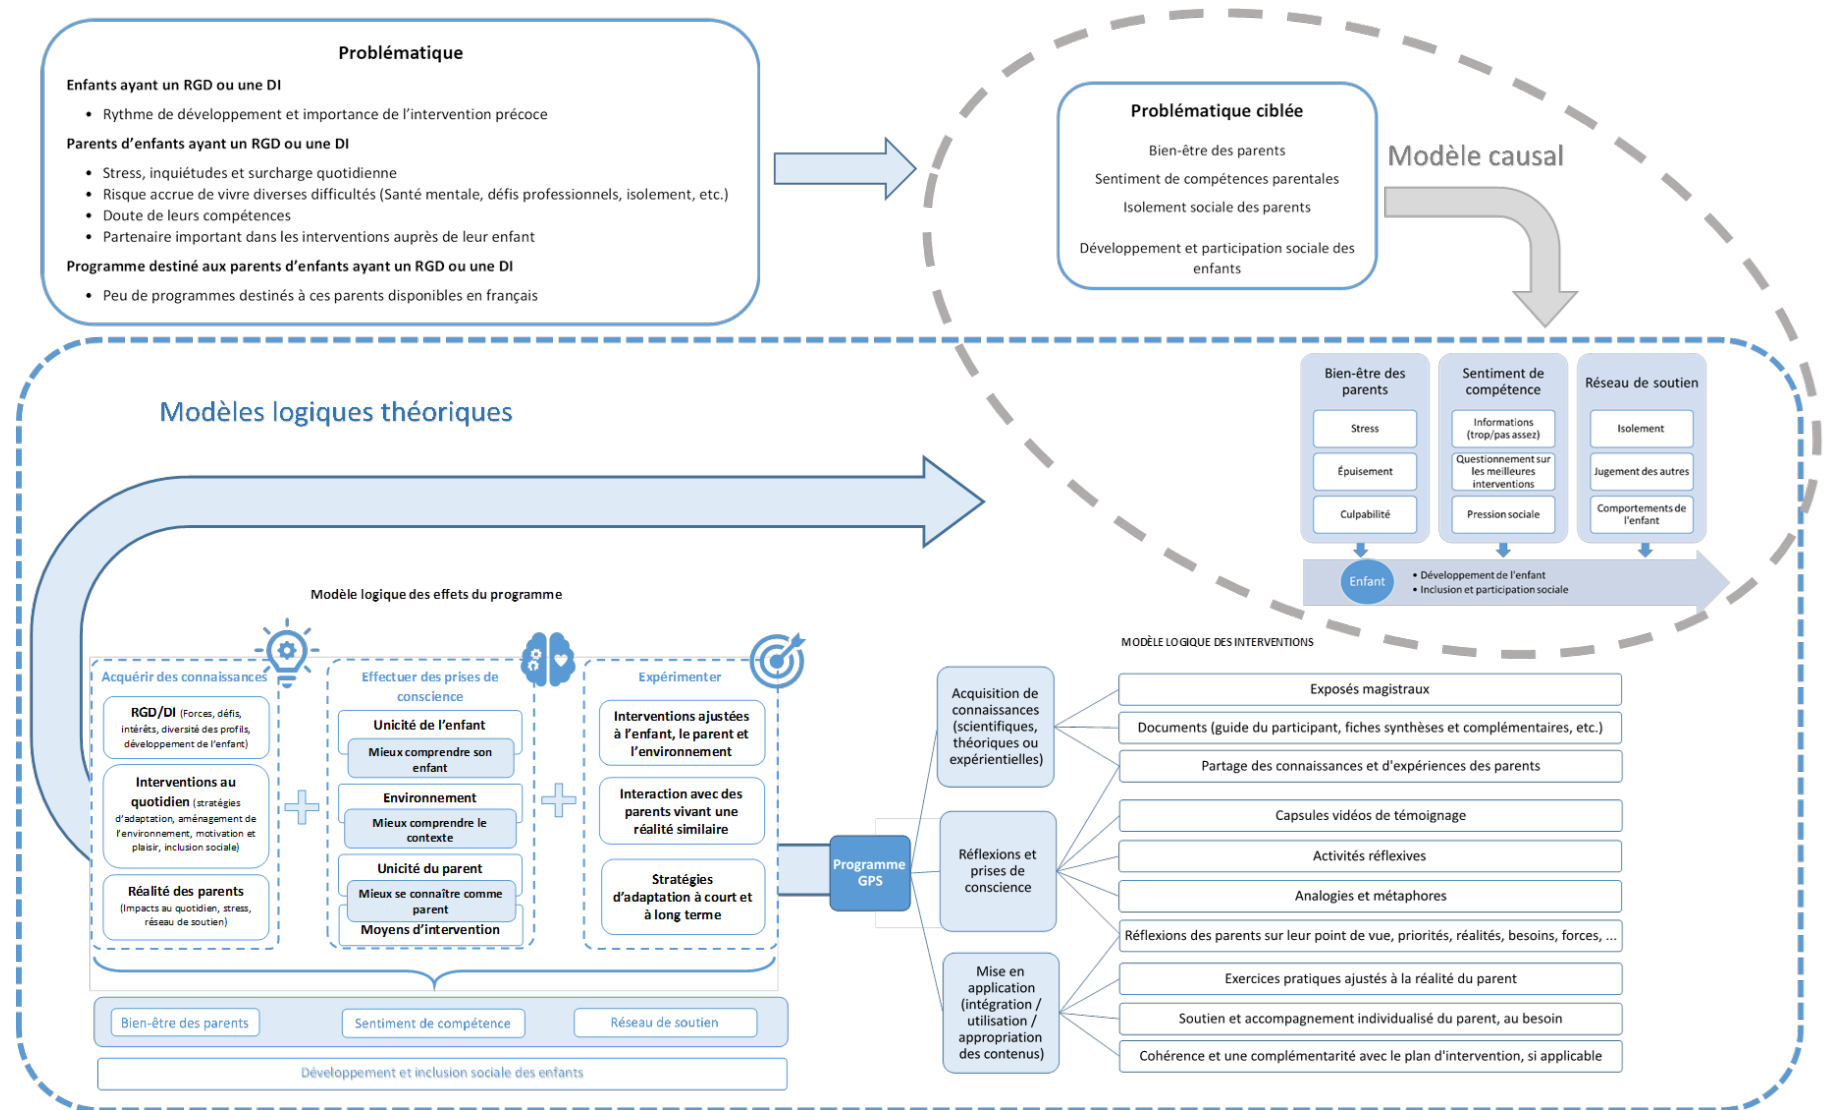 Problématique
Enfants ayant un RGD ou une DI
• Rythme de développement et importance de l'intervention précoce
Parents d'enfants ayant un RGD ou une DI
• Stress, inquiétudes et surcharge quotidienne
• Risque accrue de vivre diverses difficultés (Santé mentale, défis professionnels, isolement, etc.)
• Doute de leurs compétences
• Partenaire important dans les interventions auprès de leur enfant
Programme destiné aux parents d'enfants ayant un RGD ou une DI
• Peu de programmes destinés à ces parents disponibles en français
Problématique ciblée
Bien-être des parents
Sentiment de compétences parentales
Isolement sociale des parents
Développement et participation sociale des
enfants
Modèle causal
Bien-être des
parents
Stress
Épuisement
Culpabilité
Sentiment de
compétence
Informations
(trop/pas assez)
Questionnement sur
les meilleures
interventions
Pression sociale
Réseau de soutien
Isolement
Jugement des autres
Comportements de
l'enfant
Enfant
• Développement de l'enfant
• Inclusion et participation sociale
Modèles logiques théoriques
Modèle logique des effets du programme
Acquérir des connaissances
RGD/DI (Forces, défis,
intérêts, diversité des profils,
développement de l'enfant)
Interventions au
quotidien (stratégies
d'adaptation, aménagement de
l'environnement, motivation et
plaisir, inclusion sociale)
Réalité des parents
(Impacts au quotidien, stress,
réseau de soutien)
Effectuer des prises de
conscience
Unicité de l'enfant
Mieux comprendre son
enfant
Environnement
Mieux comprendre le
contexte
Unicité du parent
Mieux se connaître comme
parent
Moyens d'intervention
Expérimenter
Interventions ajustées
à l'enfant, le parent et
l'environnement
Interaction avec des
parents vivant une
réalité similaire
Stratégies
d'adaptation à court et
à long terme
Bien-être des parents
Sentiment de compétence
Réseau de soutien
Développement et inclusion sociale des enfants
Programme
GPS
MODÈLE LOGIQUE DES INTERVENTIONS
Acquisition de
connaissances
(scientifiques,
théoriques ou
expérientielles)
Réflexions et
prises de
conscience
Mise en
application
(intégration /
utilisation /
appropriation
des contenus)
Exposés magistraux
Documents (guide du participant, fiches synthèses et complémentaires, etc.)
Partage des connaissances et d'expériences des parents
Capsules vidéos de témoignage
Activités réflexives
Analogies et métaphores
Réflexions des parents sur leur point de vue, priorités, réalités, besoins, forces, ...
Exercices pratiques ajustés à la réalité du parent
Soutien et accompagnement individualisé du parent, au besoin
Cohérence et une complémentarité avec le plan d'intervention, si applicable